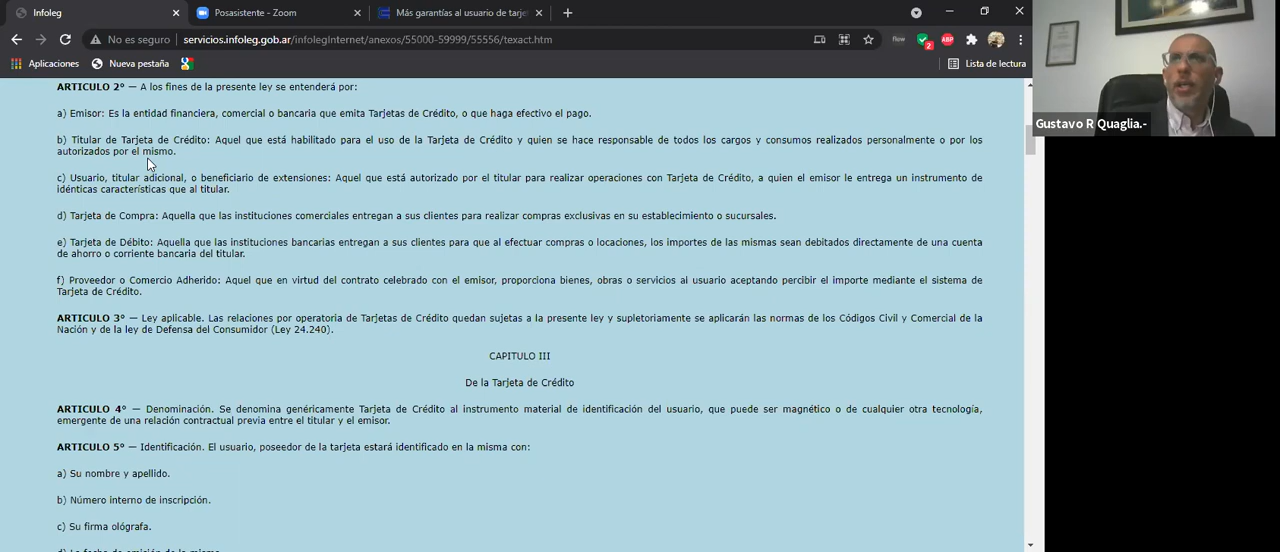 Infoleg
Posasistente - Zoom
Más garantías al usuario de tarje
No es seguro
servicios.infoleg.gob.ar/infolegInternet/anexos/55000-59999/55556/texact.htm
flow
2
ABP
Aplicaciones
Nueva pestaña
Lista de lectura
ARTICULO 2º — A los fines de la presente ley se entenderá por:
a) Emisor: Es la entidad financiera, comercial o bancaria que emita Tarjetas de Crédito, o que haga efectivo el pago.
b) Titular de Tarjeta de Crédito: Aquel que está habilitado para el uso de la Tarjeta de Crédito y quien se hace responsable de todos los cargos y consumos realizados personalmente o por los
autorizados por el mismo.
c) Usuario, titular adicional, o beneficiario de extensiones: Aquel que está autorizado por el titular para realizar operaciones con Tarjeta de Crédito, a quien el emisor le entrega un instrumento de
idénticas características que al titular.
d) Tarjeta de Compra: Aquella que las instituciones comerciales entregan a sus clientes para realizar compras exclusivas en su establecimiento o sucursales.
e) Tarjeta de Débito: Aquella que las instituciones bancarias entregan a sus clientes para que al efectuar compras o locaciones, los importes de las mismas sean debitados directamente de una cuenta
de ahorro o corriente bancaria del titular.
f) Proveedor o Comercio Adherido: Aquel que en virtud del contrato celebrado con el emisor, proporciona bienes, obras o servicios al usuario aceptando percibir el importe mediante el sistema de
Tarjeta de Crédito.
ARTICULO 3º — Ley aplicable. Las relaciones por operatoria de Tarjetas de Crédito quedan sujetas a la presente ley y supletoriamente se aplicarán las normas de los Códigos Civil y Comercial de la
Nación y de la ley de Defensa del Consumidor (Ley 24.240).
CAPITULO III
De la Tarjeta de Crédito
ARTICULO 4º — Denominación. Se denomina genéricamente Tarjeta de Crédito al instrumento material de identificación del usuario, que puede ser magnético o de cualquier otra tecnología,
emergente de una relación contractual previa entre el titular y el emisor.
ARTICULO 5º — Identificación. El usuario, poseedor de la tarjeta estará identificado en la misma con:
a) Su nombre y apellido.
b) Número interno de inscripción.
c) Su firma ológrafa.
d) La fecha de emisión de la misma.
Gustavo R Quaglia.-